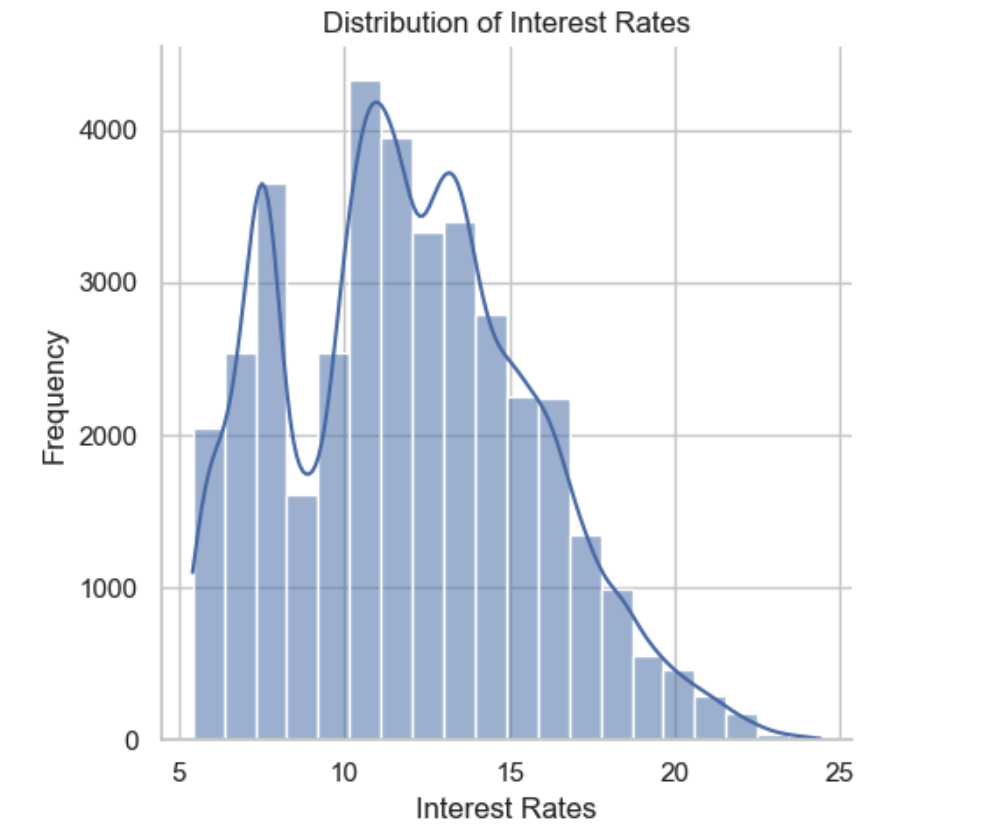 Distribution of Interest Rates
4000
3000
2000
1000
0
Frequency
5 10 15 20 25
Interest Rates